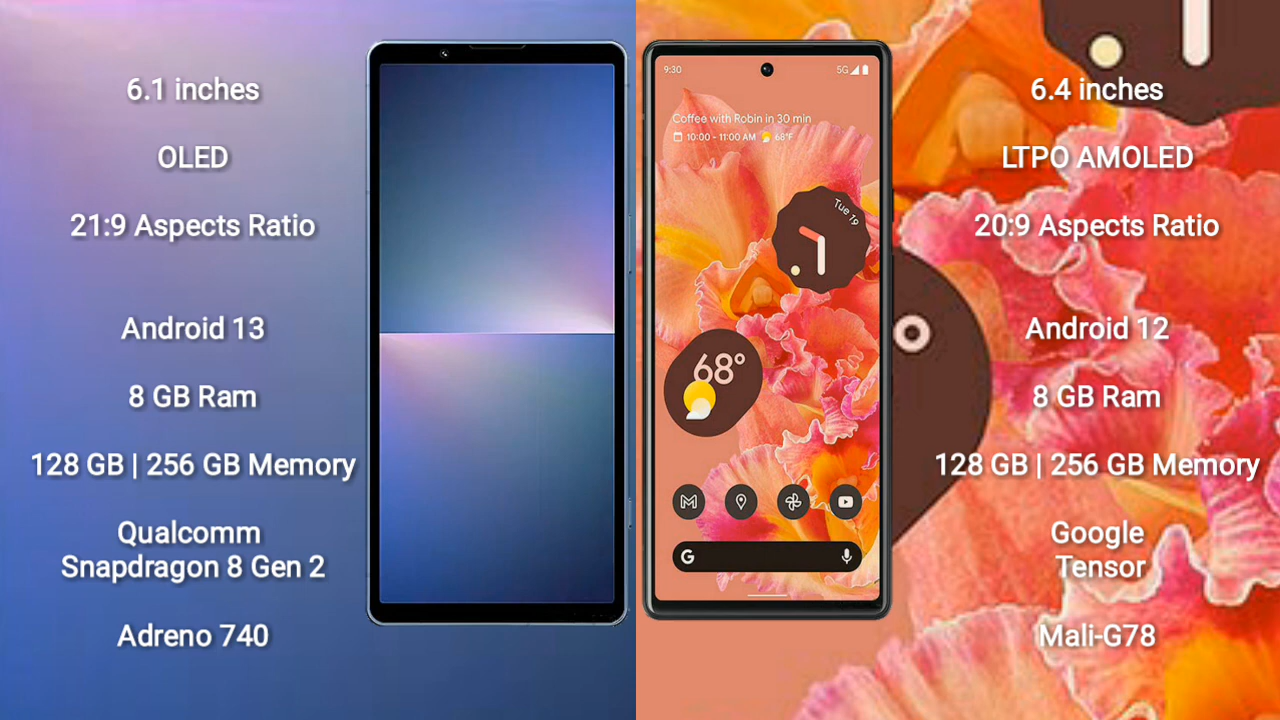 6.1 inches
OLED
21:9 Aspects Ratio
Android 13
8 GB Ram
128 GB | 256 GB Memory
Qualcomm
Snapdragon 8 Gen 2
Adreno 740
9:30
5G
Coffee with Robin in 30 min
10:00 - 11:00 AM 68°F
Tue 19
68°
G
6.4 inches
LTPO AMOLED
20:9 Aspects Ratio
Android 12
8 GB Ram
128 GB | 256 GB Memory
Google
Tensor
Mali-G78